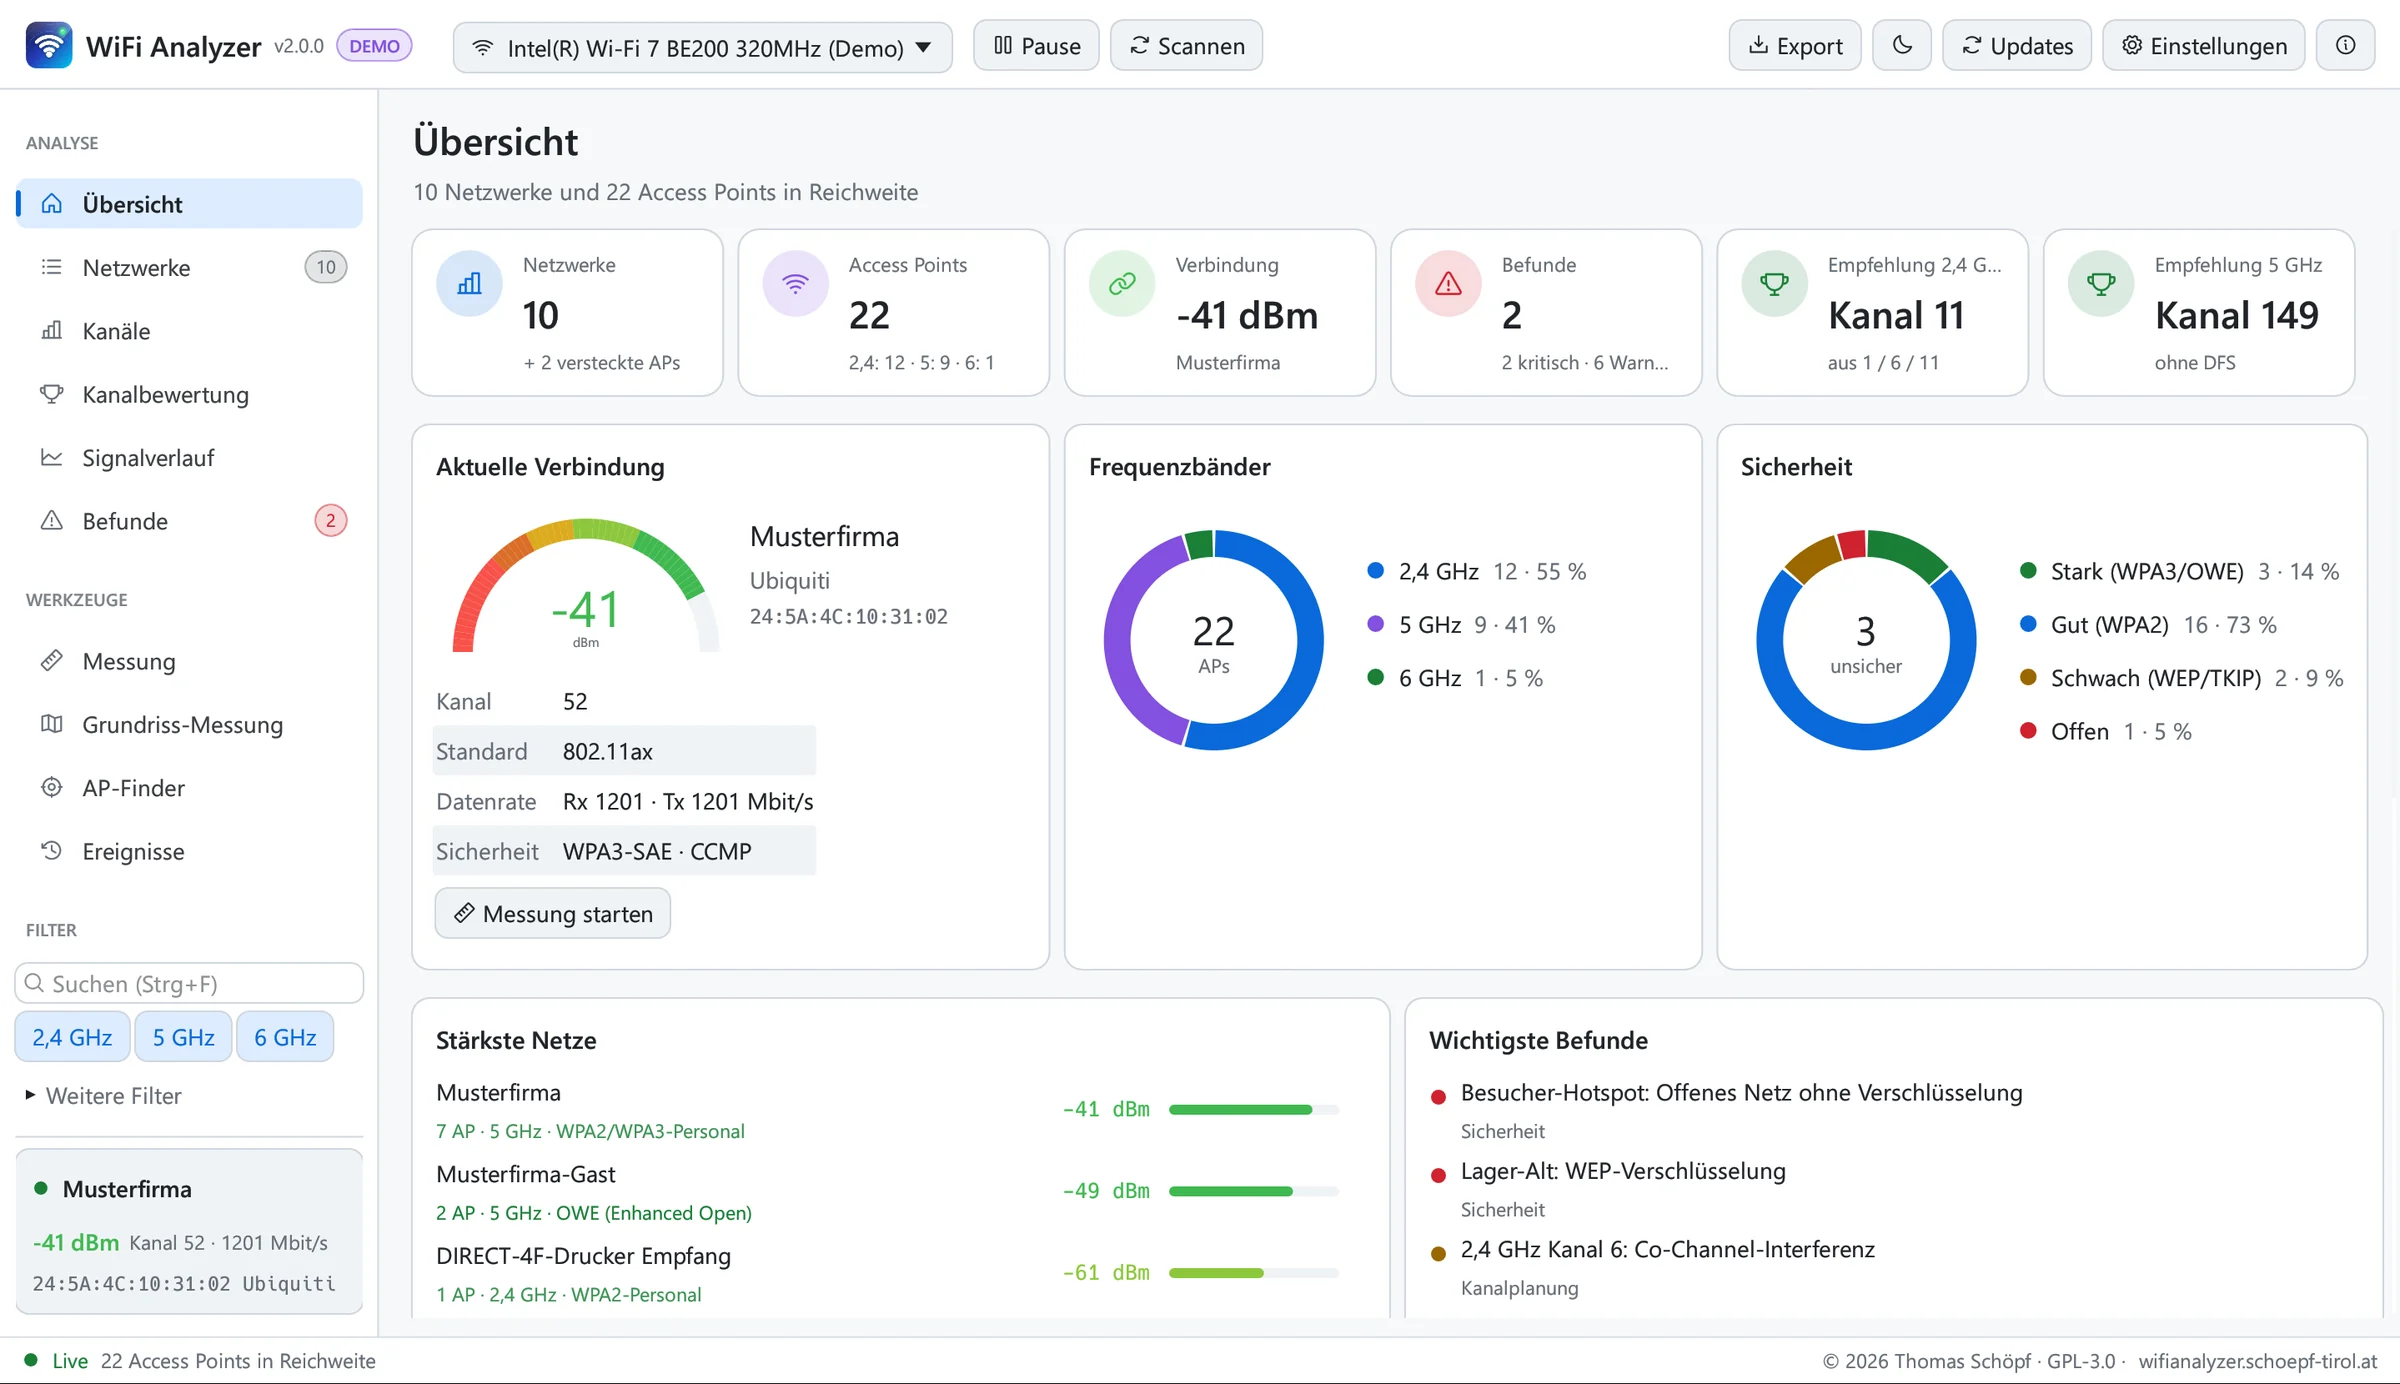 WiFi Analyzer v2.0.0 DEMO
Intel(R) Wi-Fi 7 BE200 320MHz (Demo)
Pause
Scannen
Export
Updates
Einstellungen
ANALYSE
Übersicht
Netzwerke 10
Kanäle
Kanalbewertung
Signalverlauf
Befunde 2
WERKZEUGE
Messung
Grundriss-Messung
AP-Finder
Ereignisse
FILTER
Suchen (Strg+F)
2,4 GHz 5 GHz 6 GHz
Weitere Filter
Musterfirma
-41 dBm Kanal 52 · 1201 Mbit/s
24:5A:4C:10:31:02 Ubiquiti
Übersicht
10 Netzwerke und 22 Access Points in Reichweite
Netzwerke
10
+ 2 versteckte APs
Access Points
22
2,4: 12 · 5: 9 · 6: 1
Verbindung
-41 dBm
Musterfirma
Befunde
2
2 kritisch · 6 Warn...
Empfehlung 2,4 G...
Kanal 11
aus 1 / 6 / 11
Empfehlung 5 GHz
Kanal 149
ohne DFS
Aktuelle Verbindung
-41
dBm
Musterfirma
Ubiquiti
24:5A:4C:10:31:02
Kanal 52
Standard 802.11ax
Datenrate Rx 1201 · Tx 1201 Mbit/s
Sicherheit WPA3-SAE · CCMP
Messung starten
Frequenzbänder
22
APs
2,4 GHz 12 · 55 %
5 GHz 9 · 41 %
6 GHz 1 · 5 %
Sicherheit
3
unsicher
Stark (WPA3/OWE) 3 · 14 %
Gut (WPA2) 16 · 73 %
Schwach (WEP/TKIP) 2 · 9 %
Offen 1 · 5 %
Stärkste Netze
Musterfirma
7 AP · 5 GHz · WPA2/WPA3-Personal
-41 dBm
Musterfirma-Gast
2 AP · 5 GHz · OWE (Enhanced Open)
-49 dBm
DIRECT-4F-Drucker Empfang
1 AP · 2,4 GHz · WPA2-Personal
-61 dBm
Wichtigste Befunde
Besucher-Hotspot: Offenes Netz ohne Verschlüsselung
Sicherheit
Lager-Alt: WEP-Verschlüsselung
Sicherheit
2,4 GHz Kanal 6: Co-Channel-Interferenz
Kanalplanung
Live 22 Access Points in Reichweite
© 2026 Thomas Schöpf · GPL-3.0 · wifianalyzer.schoepf-tirol.at